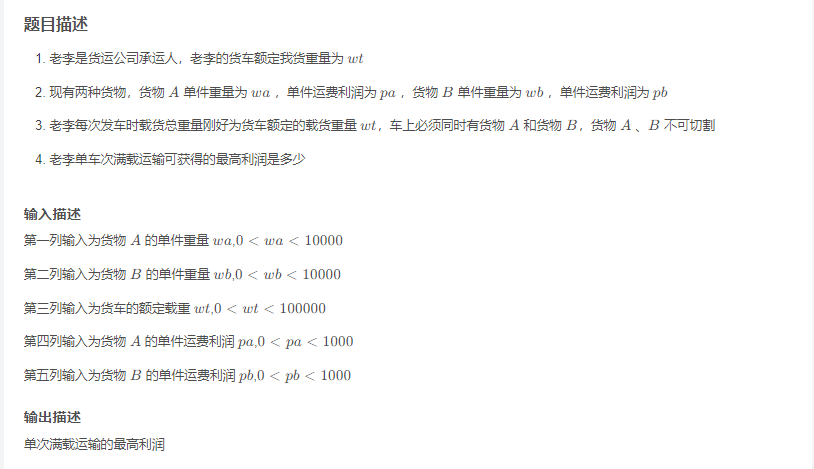 题目描述
1. 老李是货运公司承运人，老李的货车额定我货重量为 wt
2. 现有两种货物，货物 A 单件重量为 wa ，单件运费利润为 pa ，货物 B 单件重量为 wb ，单件运费利润为 pb
3. 老李每次发车时载货总重量刚好为货车额定的载货重量 wt，车上必须同时有货物 A 和货物 B，货物 A 、B 不可切割
4. 老李单车次满载运输可获得的最高利润是多少
输入描述
第一列输入为货物 A 的单件重量 wa,0 < wa < 10000
第二列输入为货物 B 的单件重量 wb,0 < wb < 10000
第三列输入为货车的额定载重 wt,0 < wt < 100000
第四列输入为货物 A 的单件运费利润 pa,0 < pa < 1000
第五列输入为货物 B 的单件运费利润 pb,0 < pb < 1000
输出描述
单次满载运输的最高利润